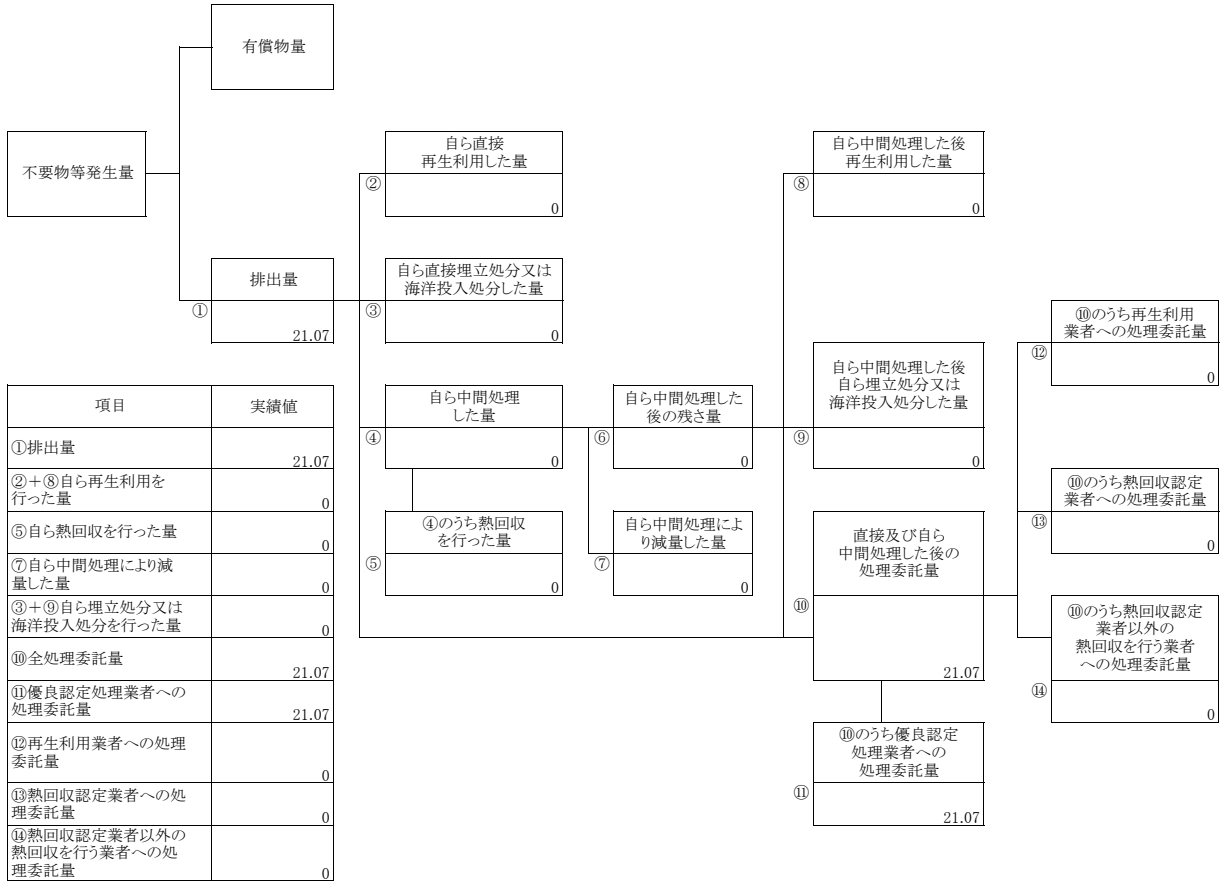 有償物量
不要物等発生量
自ら直接
再生利用した量
②
0
自ら中間処理した後
再生利用した量
⑧
0
排出量
①
21.07
自ら直接埋立処分又は
海洋投入処分した量
③
0
自ら中間処理
した量
④
0
自ら中間処理した
後の残さ量
⑥
0
自ら中間処理した後
自ら埋立処分又は
海洋投入処分した量
⑨
0
⑩のうち再生利用
業者への処理委託量
⑫
0
④のうち熱回収
を行った量
⑤
0
自ら中間処理によ
り減量した量
⑦
0
直接及び自ら
中間処理した後の
処理委託量
⑩
21.07
⑩のうち熱回収認定
業者への処理委託量
⑬
0
⑩のうち熱回収認定
業者以外の
熱回収を行う業者
への処理委託量
⑭
0
⑩のうち優良認定
処理業者への
処理委託量
⑪
21.07
項目 実績値
①排出量 21.07
②＋⑧自ら再生利用を
行った量 0
⑤自ら熱回収を行った量 0
⑦自ら中間処理により減
量した量 0
③＋⑨自ら埋立処分又は
海洋投入処分を行った量 0
⑩全処理委託量 21.07
⑪優良認定処理業者への
処理委託量 21.07
⑫再生利用業者への処理
委託量 0
⑬熱回収認定業者への処
理委託量 0
⑭熱回収認定業者以外の
熱回収を行う業者への処
理委託量 0